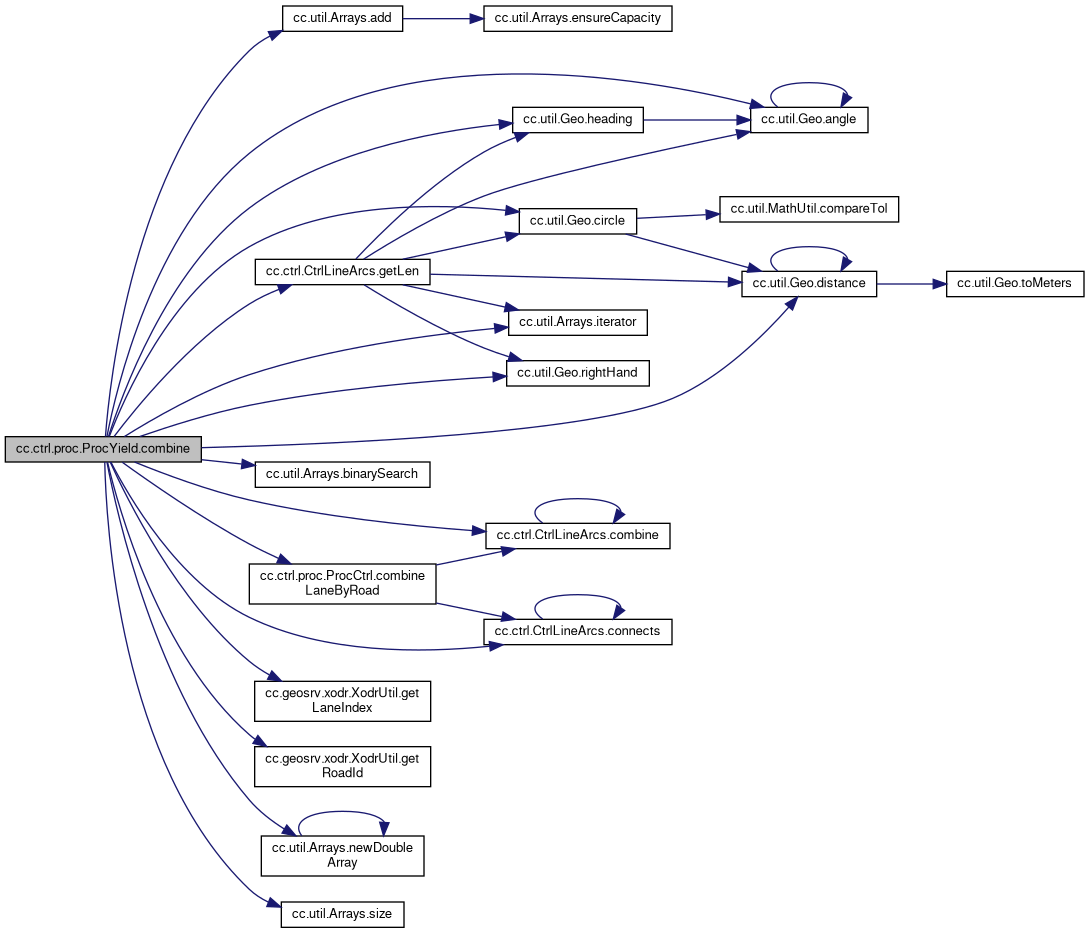 cc.util.Arrays.add
cc.util.Arrays.ensureCapacity
cc.util.Geo.heading
cc.util.Geo.angle
cc.util.Geo.circle
cc.util.MathUtil.compareTol
cc.ctrl.CtrlLineArcs.getLen
cc.util.Geo.distance
cc.util.Geo.toMeters
cc.util.Arrays.iterator
cc.util.Geo.rightHand
cc.ctrl.proc.ProcYield.combine
cc.util.Arrays.binarySearch
cc.ctrl.CtrlLineArcs.combine
cc.ctrl.proc.ProcCtrl.combine
LaneByRoad
cc.ctrl.CtrlLineArcs.connects
cc.geosrv.xodr.XodrUtil.get
LaneIndex
cc.geosrv.xodr.XodrUtil.get
RoadId
cc.util.Arrays.newDouble
Array
cc.util.Arrays.size